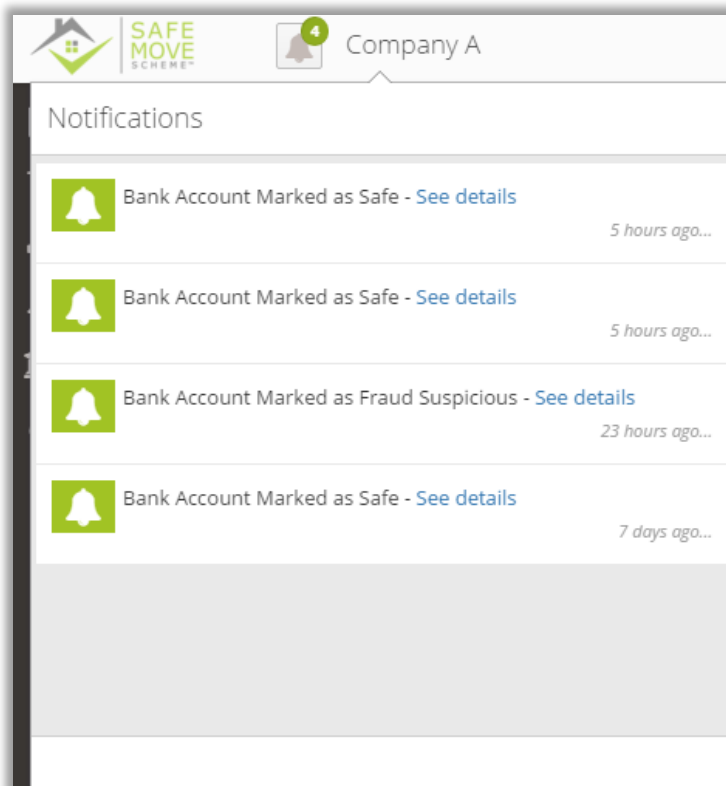 SAFE
MOVE
SCHEME™
4
Company A
Notifications
Bank Account Marked as Safe - See details
5 hours ago...
Bank Account Marked as Safe - See details
5 hours ago...
Bank Account Marked as Fraud Suspicious - See details
23 hours ago...
Bank Account Marked as Safe - See details
7 days ago...